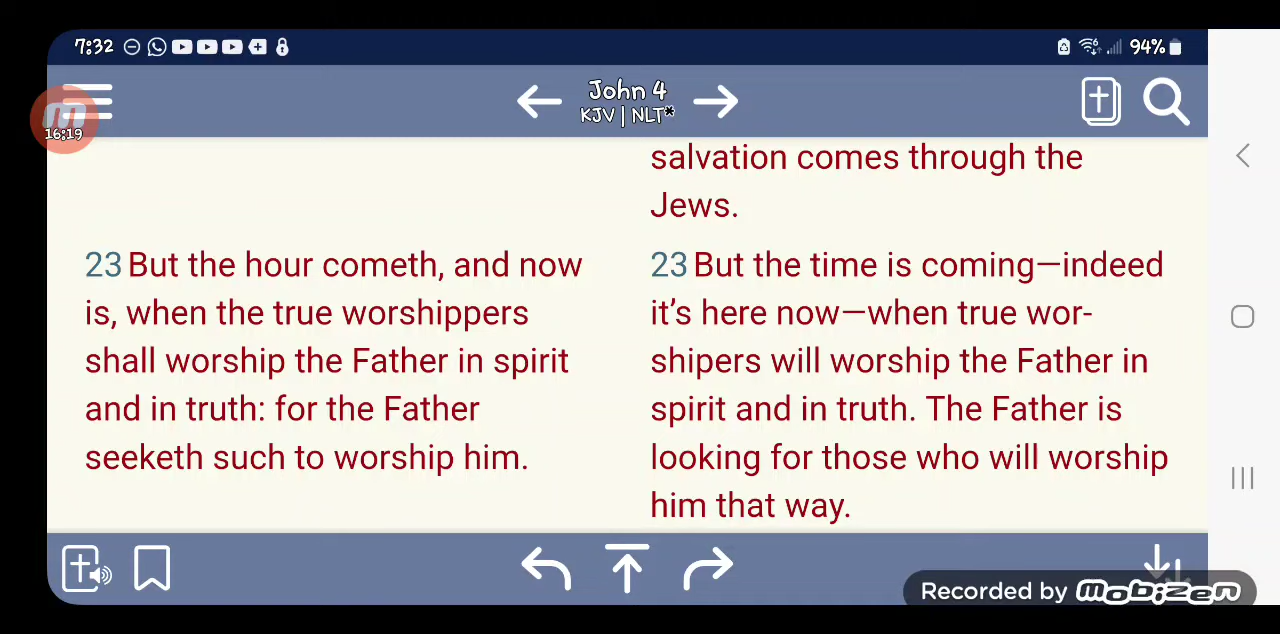 7:32
94%
16:19
John 4
KJV | NLT*
salvation comes through the
Jews.
23 But the hour cometh, and now
is, when the true worshippers
shall worship the Father in spirit
and in truth: for the Father
seeketh such to worship him.
23 But the time is coming—indeed
it’s here now—when true wor-
shipers will worship the Father in
spirit and in truth. The Father is
looking for those who will worship
him that way.
Recorded by MOBIZEN